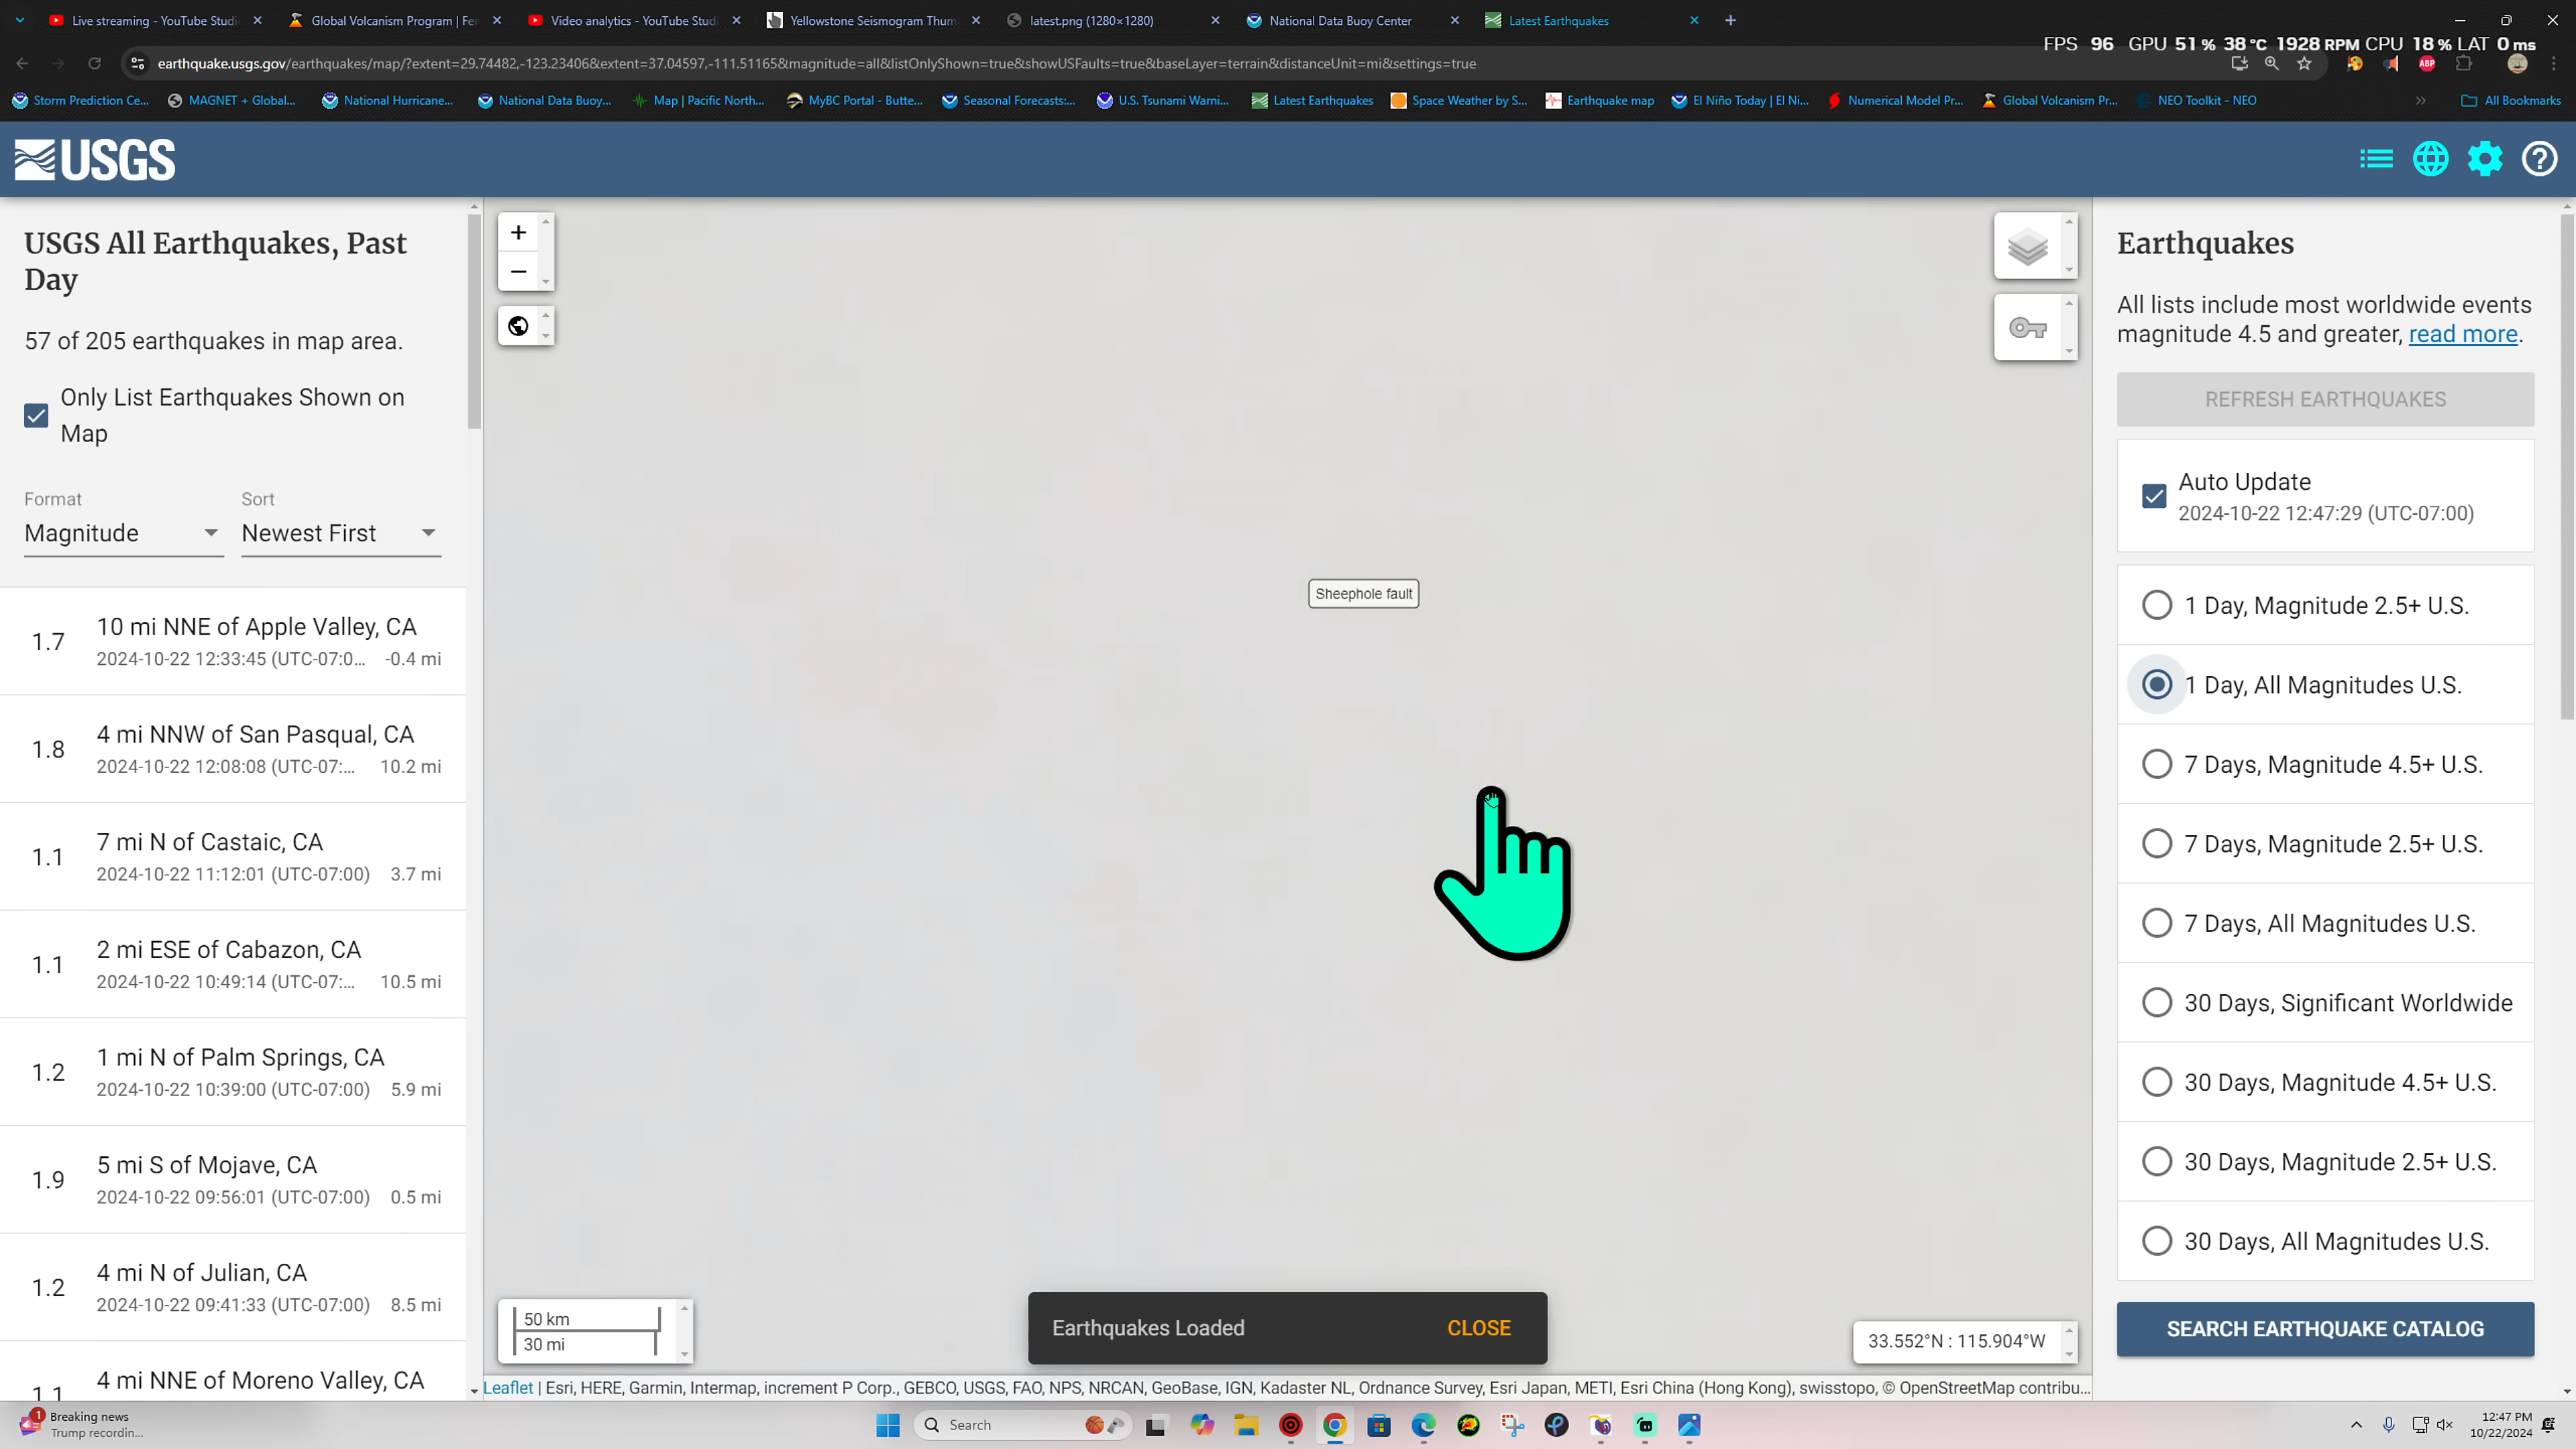 Live streaming - YouTube Studi
Global Volcanism Program | Fer
Video analytics - YouTube Studi
Yellowstone Seismogram Thum
latest.png (1280×1280)
National Data Buoy Center
Latest Earthquakes
FPS 96 GPU 51 % 38 °C 1928 RPM CPU 18 % LAT 0 ms
earthquake.usgs.gov/earthquakes/map/?extent=29.74482,-123.23406&extent=37.04597,-111.51165&magnitude=all&listOnlyShown=true&showUSFaults=true&baseLayer=terrain&distanceUnit=mi&settings=true
ABP
Storm Prediction Ce...
MAGNET + Global...
National Hurricane...
National Data Buoy...
Map | Pacific North...
MyBC Portal - Butte...
Seasonal Forecasts:...
U.S. Tsunami Warni...
Latest Earthquakes
Space Weather by S...
Earthquake map
El Niño Today | El Ni...
Numerical Model Pr...
Global Volcanism Pr...
NEO Toolkit - NEO
All Bookmarks
USGS
USGS All Earthquakes, Past
Day
57 of 205 earthquakes in map area.
Only List Earthquakes Shown on
Map
Format
Magnitude
Sort
Newest First
1.7
10 mi NNE of Apple Valley, CA
2024-10-22 12:33:45 (UTC-07:0... -0.4 mi
1.8
4 mi NNW of San Pasqual, CA
2024-10-22 12:08:08 (UTC-07:... 10.2 mi
1.1
7 mi N of Castaic, CA
2024-10-22 11:12:01 (UTC-07:00) 3.7 mi
1.1
2 mi ESE of Cabazon, CA
2024-10-22 10:49:14 (UTC-07:... 10.5 mi
1.2
1 mi N of Palm Springs, CA
2024-10-22 10:39:00 (UTC-07:00) 5.9 mi
1.9
5 mi S of Mojave, CA
2024-10-22 09:56:01 (UTC-07:00) 0.5 mi
1.2
4 mi N of Julian, CA
2024-10-22 09:41:33 (UTC-07:00) 8.5 mi
1.1
4 mi NNE of Moreno Valley, CA
+
−
Sheephole fault
50 km
30 mi
Earthquakes Loaded
CLOSE
33.552°N : 115.904°W
Leaflet | Esri, HERE, Garmin, Intermap, increment P Corp., GEBCO, USGS, FAO, NPS, NRCAN, GeoBase, IGN, Kadaster NL, Ordnance Survey, Esri Japan, METI, Esri China (Hong Kong), swisstopo, © OpenStreetMap contribu...
Earthquakes
All lists include most worldwide events
magnitude 4.5 and greater, read more.
REFRESH EARTHQUAKES
Auto Update
2024-10-22 12:47:29 (UTC-07:00)
1 Day, Magnitude 2.5+ U.S.
1 Day, All Magnitudes U.S.
7 Days, Magnitude 4.5+ U.S.
7 Days, Magnitude 2.5+ U.S.
7 Days, All Magnitudes U.S.
30 Days, Significant Worldwide
30 Days, Magnitude 4.5+ U.S.
30 Days, Magnitude 2.5+ U.S.
30 Days, All Magnitudes U.S.
SEARCH EARTHQUAKE CATALOG
1
Breaking news
Trump recordin...
Search
12:47 PM
10/22/2024